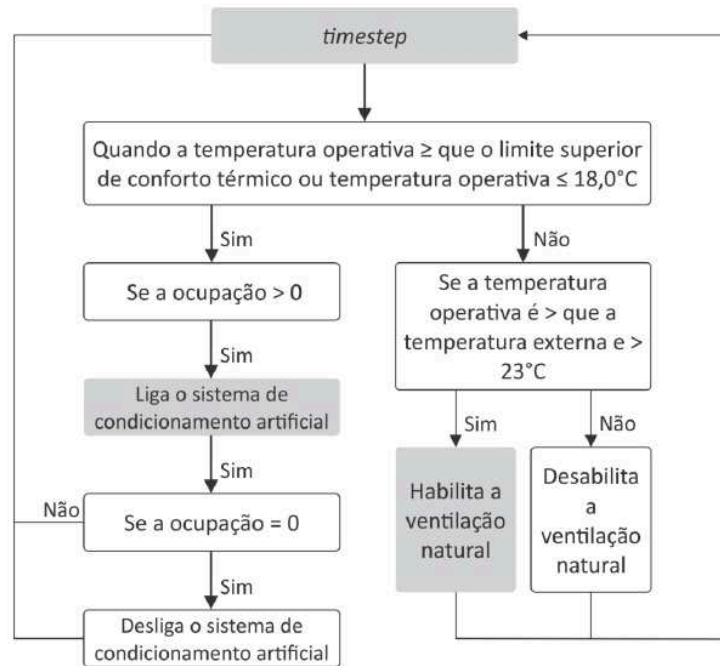 timestep
Quando a temperatura operativa ≥ que o limite superior
de conforto térmico ou temperatura operativa ≤ 18,0°C
Sim
Não
Se a ocupação > 0
Se a temperatura
operativa é > que a
temperatura externa e >
23°C
Sim
Liga o sistema de
condicionamento artificial
Sim
Não
Sim
Habilita a
ventilação
natural
Desabilita
a
ventilação
natural
Não
Se a ocupação = 0
Sim
Desliga o sistema de
condicionamento artificial